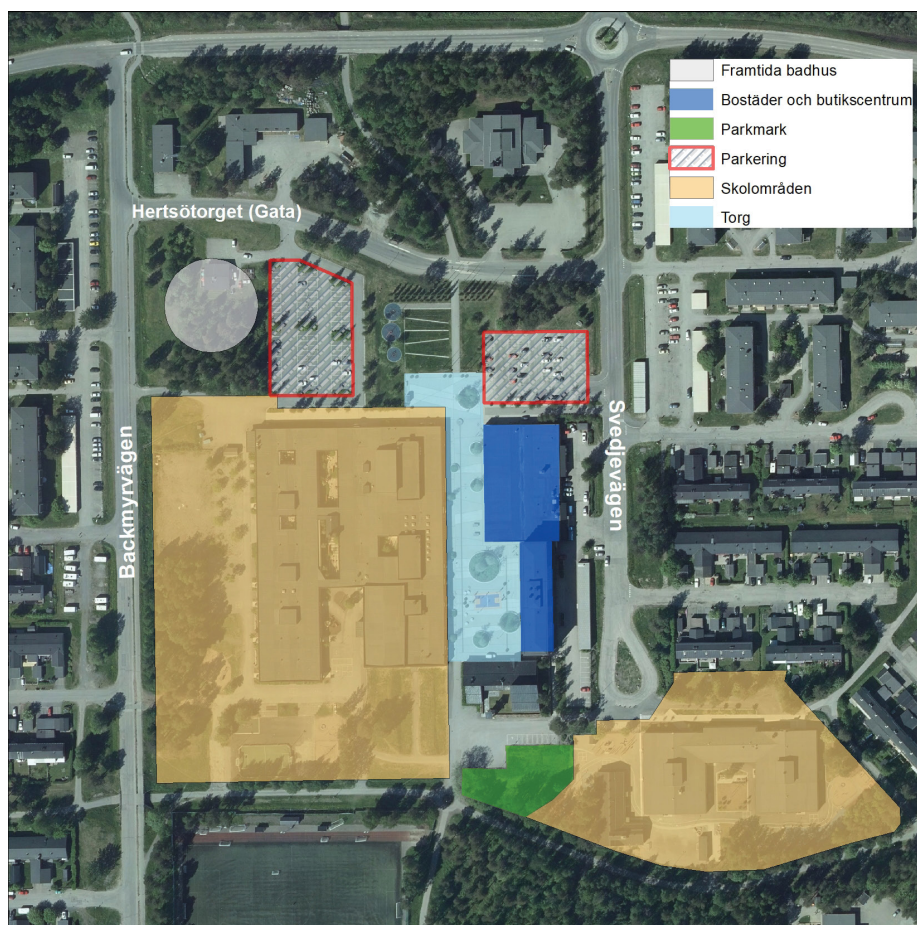 Framtida badhus
Bostäder och butikscentrum
Parkmark
Parkering
Skolområden
Torg
Hertsötorget (Gata)
Backmyrvägen
Svedjevägen